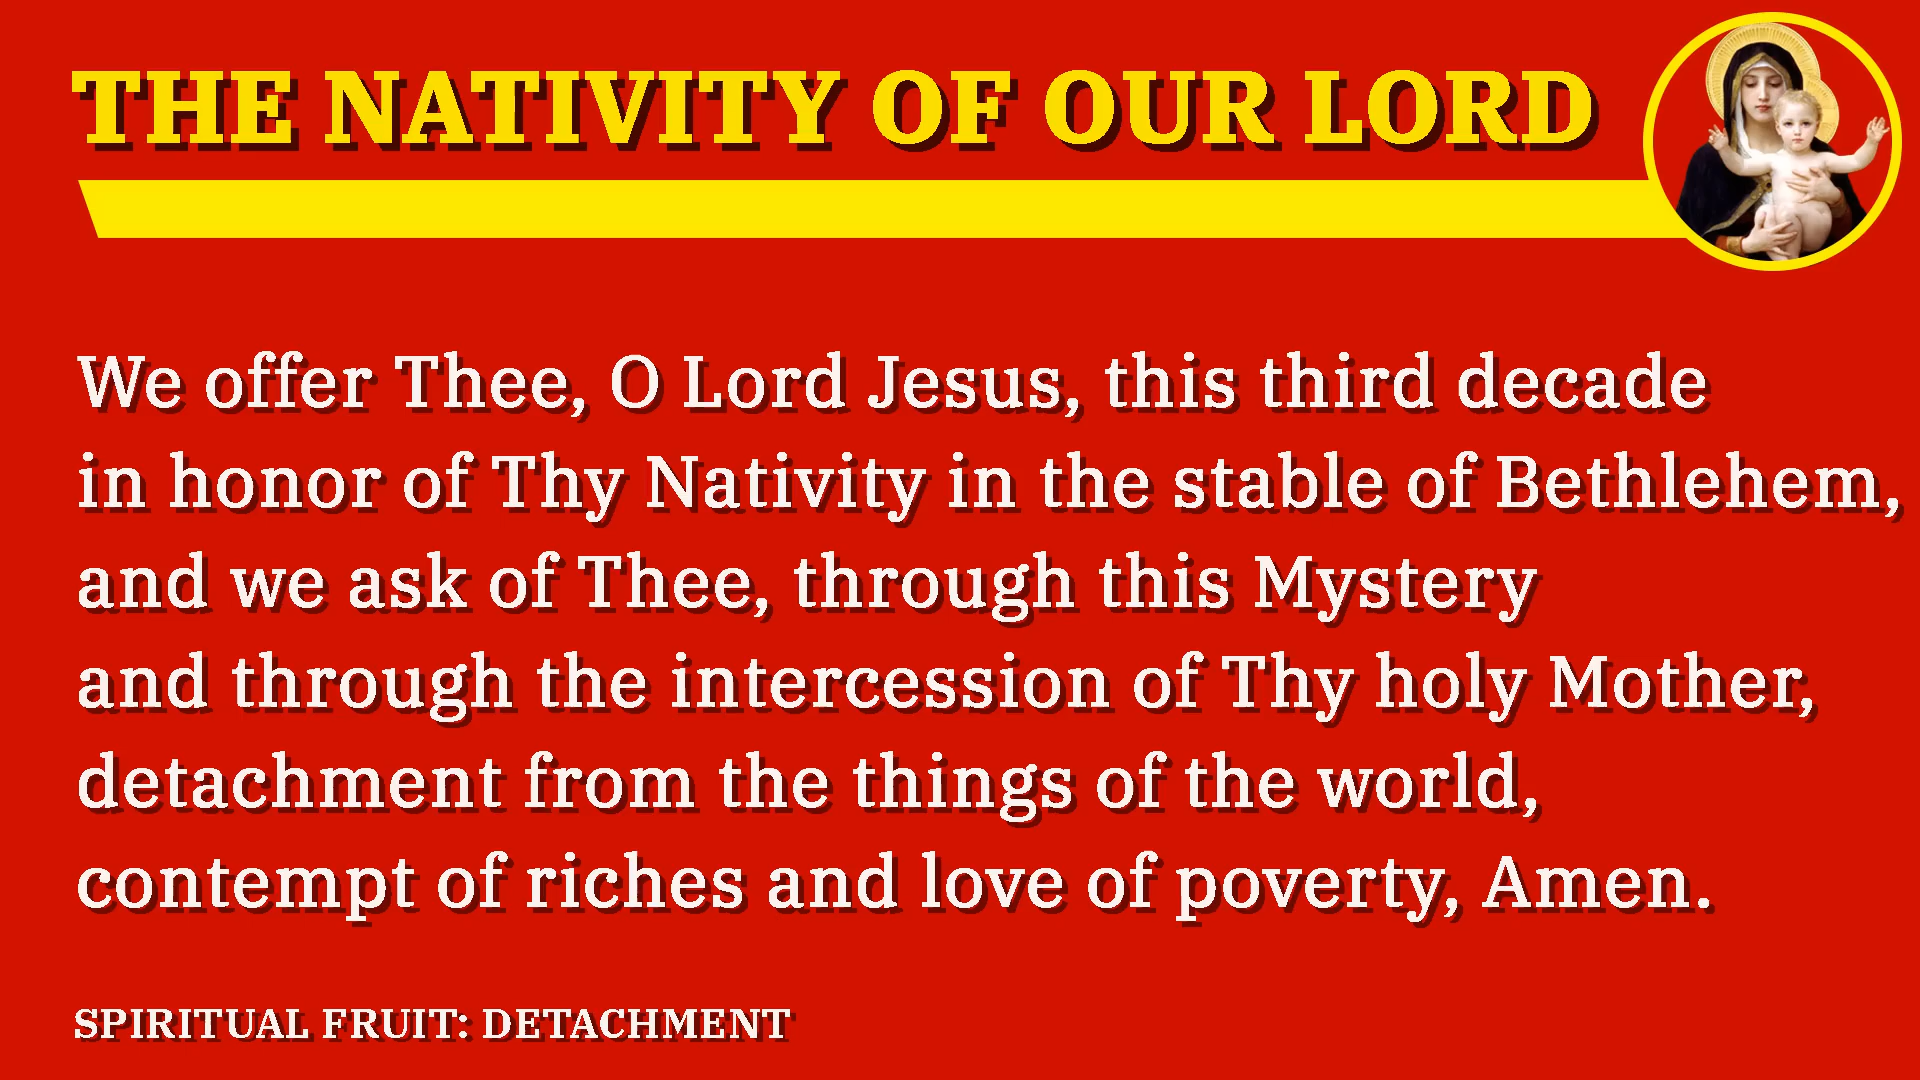 THE NATIVITY OF OUR LORD
We offer Thee, O Lord Jesus, this third decade
in honor of Thy Nativity in the stable of Bethlehem,
and we ask of Thee, through this Mystery
and through the intercession of Thy holy Mother,
detachment from the things of the world,
contempt of riches and love of poverty, Amen.
SPIRITUAL FRUIT: DETACHMENT